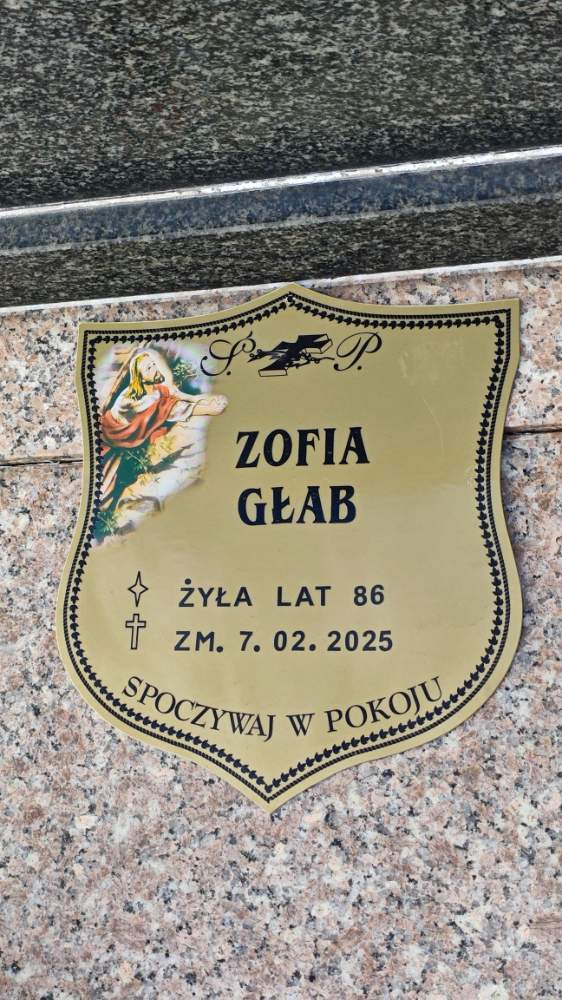 Ś. P.
ZOFIA
GŁAB
ŻYŁA LAT 86
ZM. 7. 02. 2025
SPOCZYWAJ W POKOJU